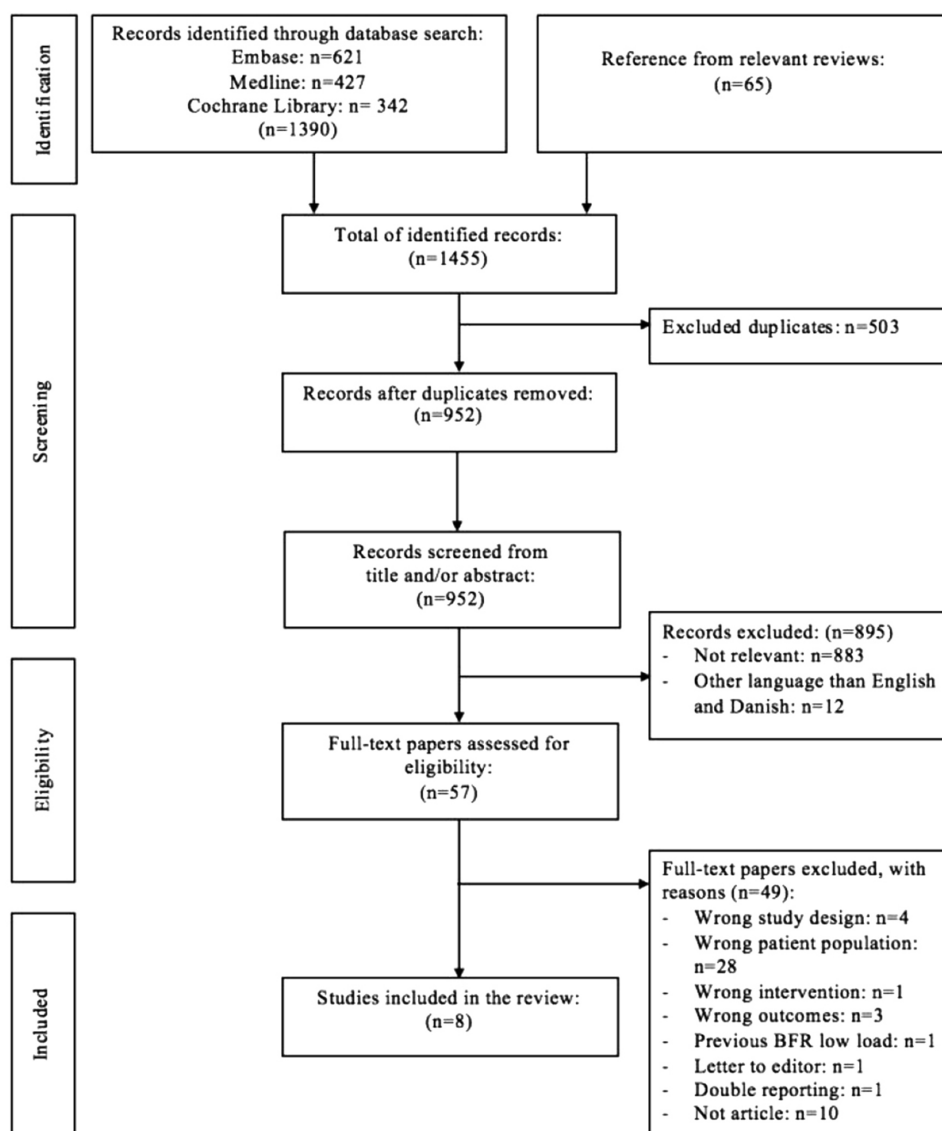 Identification
Records identified through database search:
Embase: n=621
Medline: n=427
Cochrane Library: n= 342
(n=1390)
Reference from relevant reviews:
(n=65)
Screening
Total of identified records:
(n=1455)
Excluded duplicates: n=503
Records after duplicates removed:
(n=952)
Records screened from
title and/or abstract:
(n=952)
Records excluded: (n=895)
- Not relevant: n=883
- Other language than English
and Danish: n=12
Eligibility
Full-text papers assessed for
eligibility:
(n=57)
Full-text papers excluded, with
reasons (n=49):
- Wrong study design: n=4
- Wrong patient population:
n=28
- Wrong intervention: n=1
- Wrong outcomes: n=3
- Previous BFR low load: n=1
- Letter to editor: n=1
- Double reporting: n=1
- Not article: n=10
Included
Studies included in the review:
(n=8)